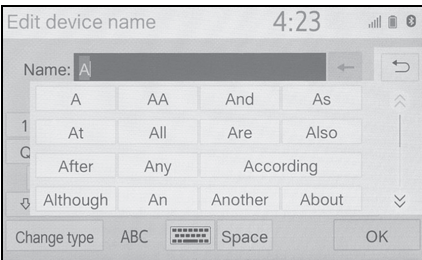 Edit device name 4:23
Name: A
A AA And As
1
At All Are Also
Q
After Any According
Although An Another About
Change type ABC Space OK